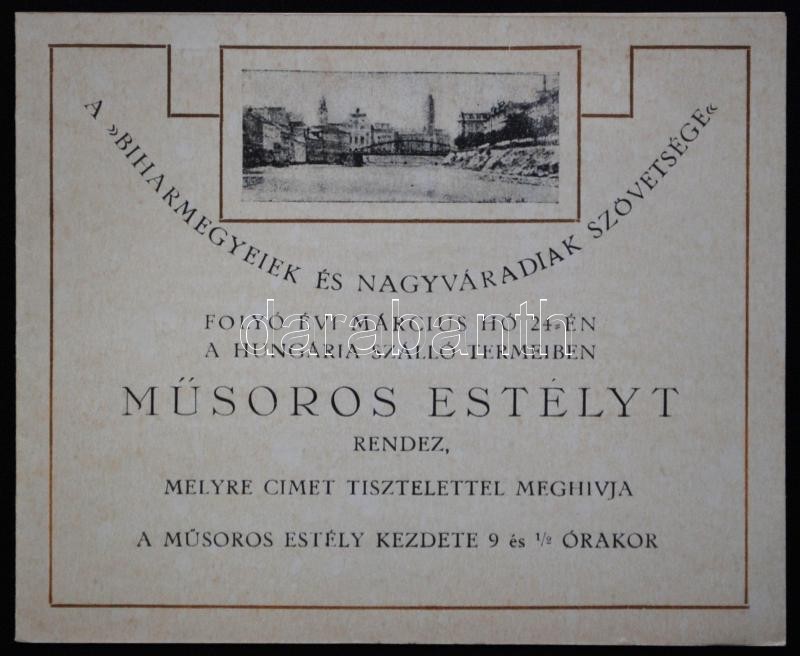 A »BIHARMEGYEIEK ÉS NAGYVÁRADIAK SZÖVETSÉGE«
FOLYÓ ÉVI MÁRCIUS HÓ 24-ÉN
A HUNGÁRIA SZÁLLÓ TERMEIBEN
darabanth
MŰSOROS ESTÉLYT
RENDEZ,
MELYRE CIMET TISZTELETTEL MEGHIVJA
A MŰSOROS ESTÉLY KEZDETE 9 és ½ ÓRAKOR